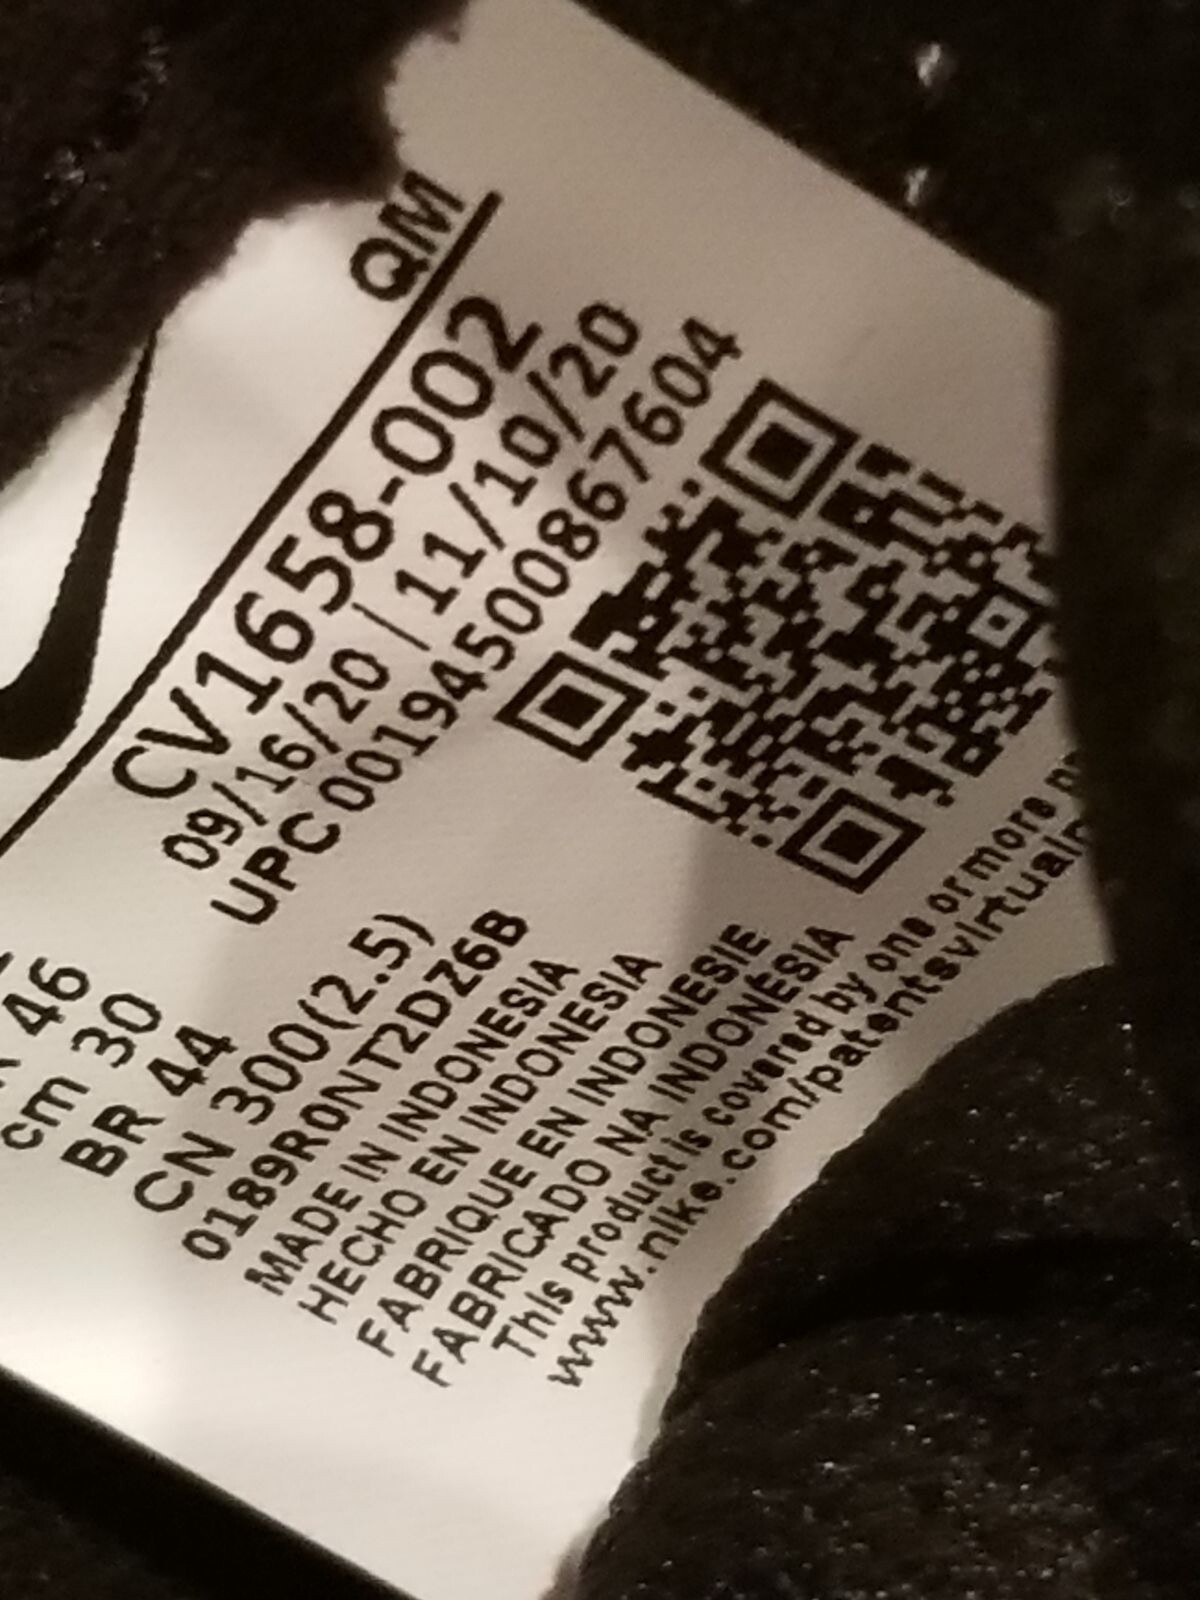 QM
CV1658-002
09/16/20 | 11/10/20
UPC 00194500867604
46
cm 30
BR 44
CN 300(2.5)
0189R0NT2DZ6B
MADE IN INDONESIA
HECHO EN INDONESIA
FABRIQUE EN INDONESIE
FABRICADO NA INDONÉSIA
This product is covered by one or more
www.nike.com/patentsvirtual